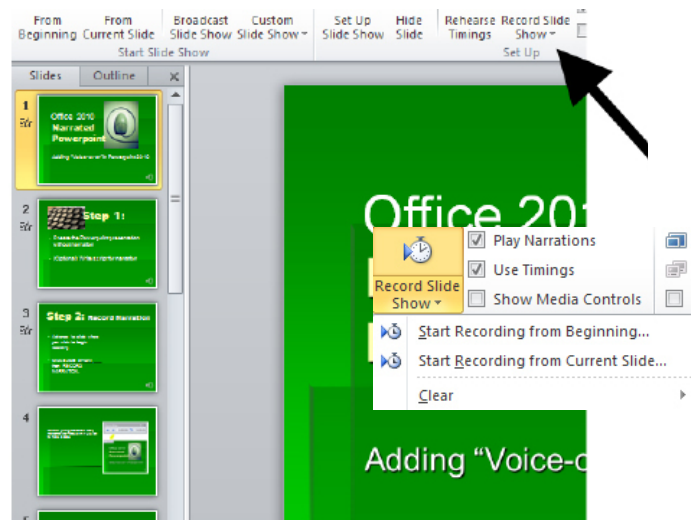 From From Broadcast Custom Set Up Hide Rehearse Record Slide
Beginning Current Slide Slide Show Slide Show Slide Show Slide Timings Show
Start Slide Show Set Up
Slides Outline
1
Office 2010
Narrated
Powerpoint
2
Step 1:
3
Step 2: Record Narration
4
Office 201
Play Narrations
Use Timings
Record Slide
Show
Show Media Controls
Start Recording from Beginning...
Start Recording from Current Slide...
Clear
Adding “Voice-o